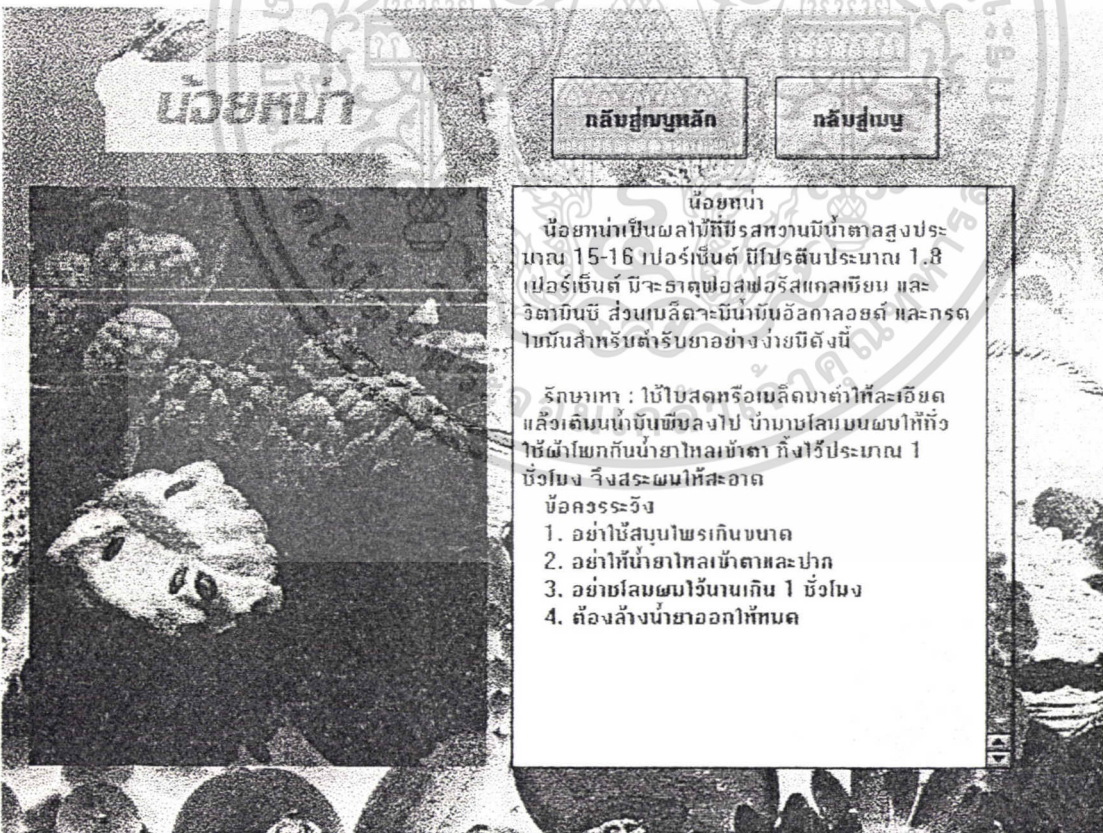 น้อยหน่า
กลับสู่เมนูหลัก
กลับสู่เมนู
น้อยหน่า
น้อยหน่าเป็นผลไม้ที่มีรสหวานมีน้ำตาลสูงประ
มาณ 15-16 เปอร์เซ็นต์ มีโปรตีนประมาณ 1.8
เปอร์เซ็นต์ มีจะธาตุฟอสฟอรัสแคลเซียม และ
วิตามินซี ส่วนเมล็ดจะมีน้ำมันอัลกาลอยด์ และกรด
ไขมันสำหรับตำรับยาอย่างง่ายมีดังนี้
รักษาเหา : ใช้ใบสดหรือเมล็ดมาตำให้ละเอียด
แล้วเติมนน้ำมันพืชลงไป นำมาชโลมบนผมให้ทั่ว
ใช้ผ้าโพกกันน้ำยาไหลเข้าตา ทิ้งไว้ประมาณ 1
ชั่วโมง จึงสระผมให้สะอาด
ข้อควรระวัง
1. อย่าใช้สมุนไพรเกินขนาด
2. อย่าให้น้ำยาไหลเข้าตาและปาก
3. อย่าชโลมผมไว้นานเกิน 1 ชั่วโมง
4. ต้องล้างน้ำยาออกให้หมด